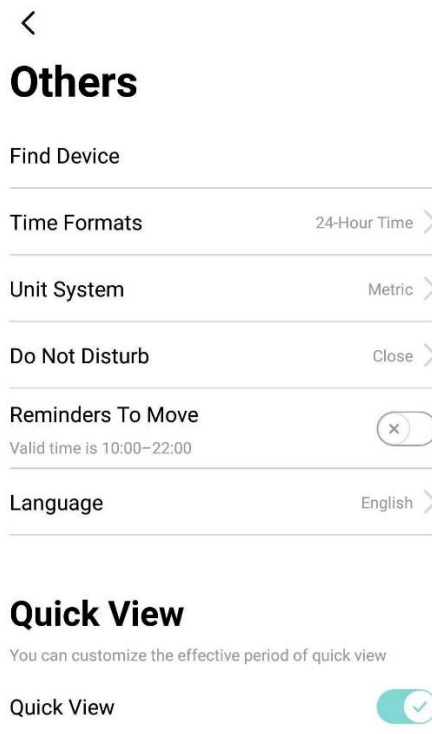 Others
Find Device
Time Formats 24-Hour Time
Unit System Metric
Do Not Disturb Close
Reminders To Move
Valid time is 10:00–22:00
Language English
Quick View
You can customize the effective period of quick view
Quick View